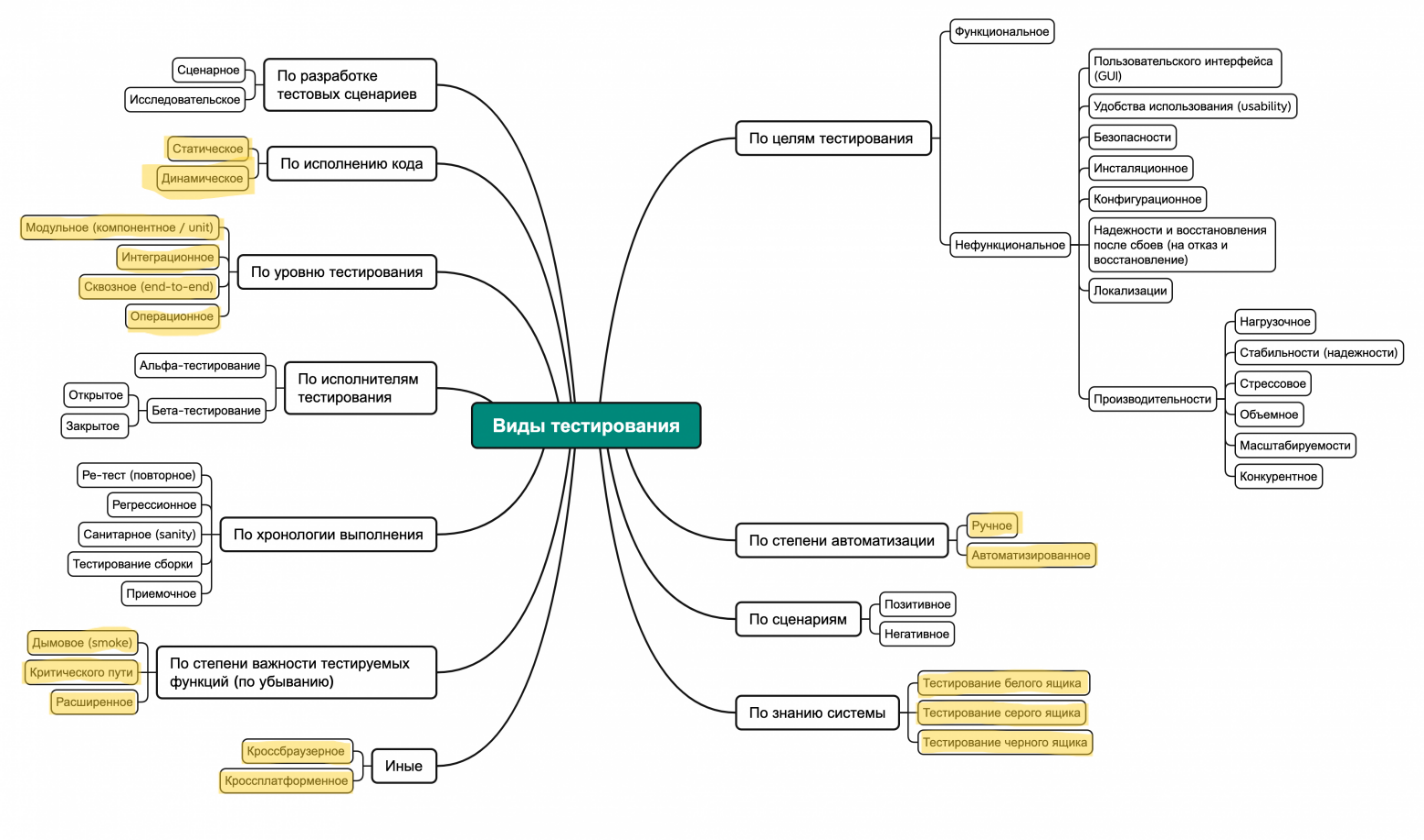 Виды тестирования
По разработке
тестовых сценариев
Сценарное
Исследовательское
По исполнению кода
Статическое
Динамическое
По уровню тестирования
Модульное (компонентное / unit)
Интеграционное
Сквозное (end-to-end)
Операционное
По исполнителям
тестирования
Альфа-тестирование
Бета-тестирование
Открытое
Закрытое
По хронологии выполнения
Ре-тест (повторное)
Регрессионное
Санитарное (sanity)
Тестирование сборки
Приемочное
По степени важности тестируемых
функций (по убыванию)
Дымовое (smoke)
Критического пути
Расширенное
Иные
Кроссбраузерное
Кроссплатформенное
По целям тестирования
Функциональное
Нефункциональное
Пользовательского интерфейса
(GUI)
Удобства использования (usability)
Безопасности
Инсталяционное
Конфигурационное
Надежности и восстановления
после сбоев (на отказ и
восстановление)
Локализации
Производительности
Нагрузочное
Стабильности (надежности)
Стрессовое
Объемное
Масштабируемости
Конкурентное
По степени автоматизации
Ручное
Автоматизированное
По сценариям
Позитивное
Негативное
По знанию системы
Тестирование белого ящика
Тестирование серого ящика
Тестирование черного ящика